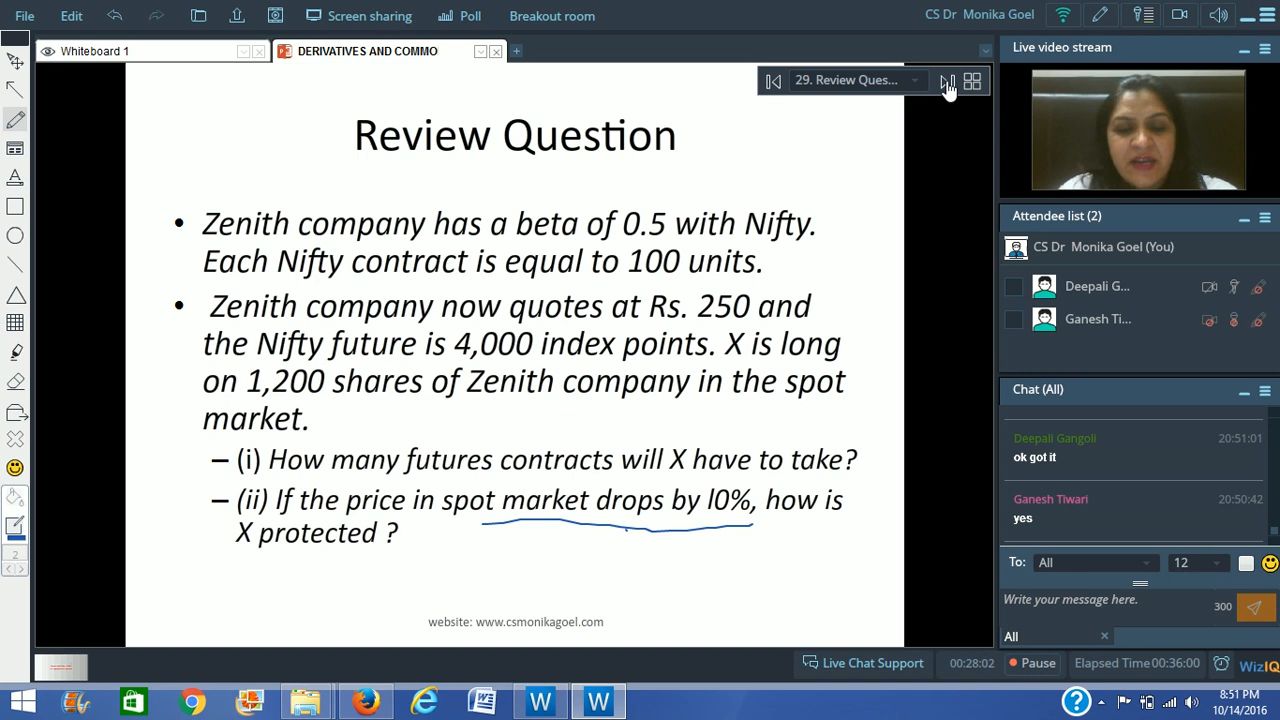 File Edit Screen sharing Poll Breakout room CS Dr Monika Goel
Whiteboard 1 DERIVATIVES AND COMMO
29. Review Ques...
Review Question
• Zenith company has a beta of 0.5 with Nifty.
Each Nifty contract is equal to 100 units.
• Zenith company now quotes at Rs. 250 and
the Nifty future is 4,000 index points. X is long
on 1,200 shares of Zenith company in the spot
market.
– (i) How many futures contracts will X have to take?
– (ii) If the price in spot market drops by l0%, how is
X protected ?
website: www.csmonikagoel.com
2
Live video stream
Attendee list (2)
CS Dr Monika Goel (You)
Deepali G...
Ganesh Ti...
Chat (All)
Deepali Gangoli 20:51:01
ok got it
Ganesh Tiwari 20:50:42
yes
To: All 12
Write your message here. 300
All
Live Chat Support 00:28:02 Pause Elapsed Time 00:36:00 WizIQ
8:51 PM
10/14/2016